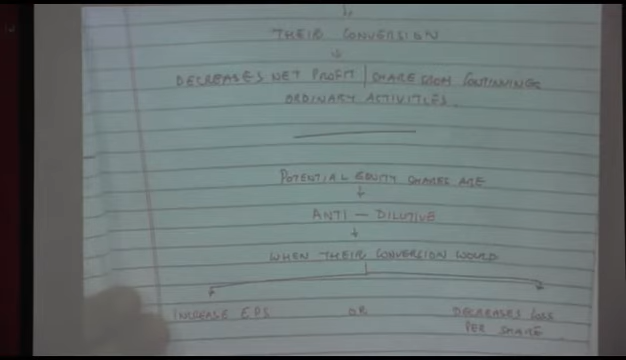 THEIR CONVERSION
DECREASES NET PROFIT / SHARE FROM CONTINUING
ORDINARY ACTIVITIES.
POTENTIAL EQUITY SHARES ARE
ANTI - DILUTIVE
WHEN THEIR CONVERSION WOULD
INCREASE EPS OR DECREASES LOSS
PER SHARE